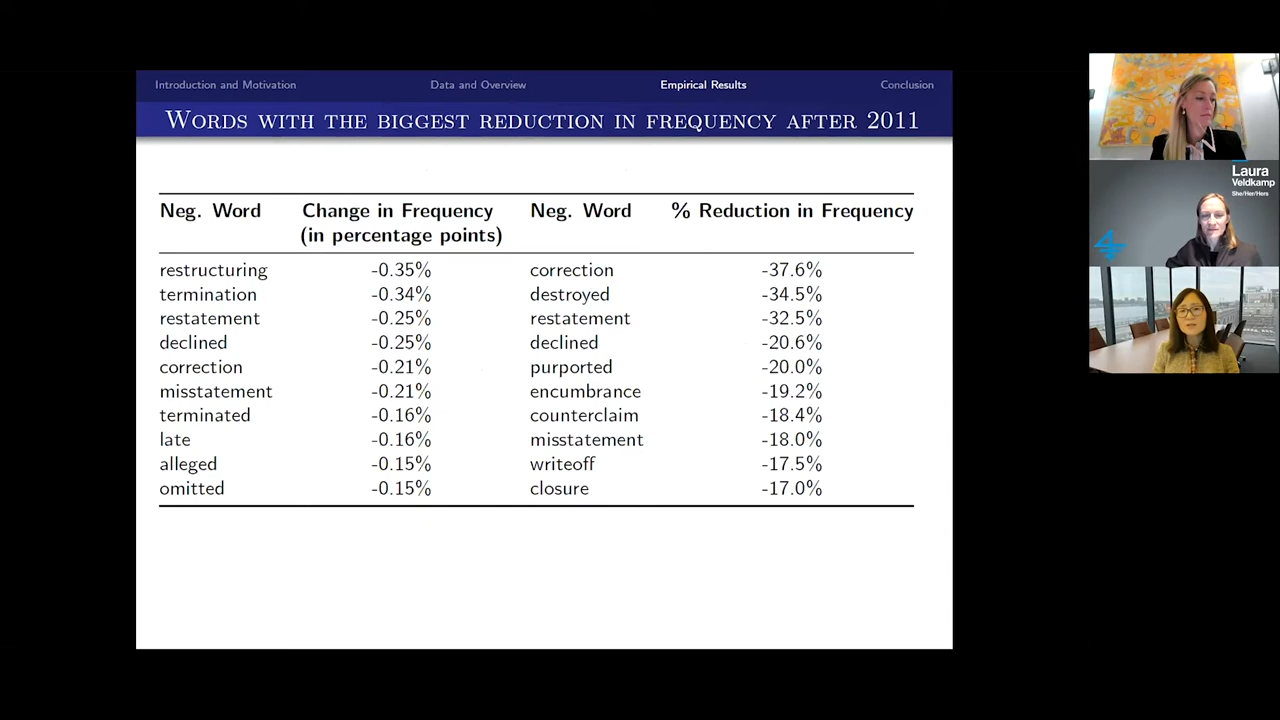 Introduction and Motivation Data and Overview Empirical Results Conclusion
WORDS WITH THE BIGGEST REDUCTION IN FREQUENCY AFTER 2011
Neg. Word Change in Frequency Neg. Word % Reduction in Frequency
(in percentage points)
restructuring -0.35% correction -37.6%
termination -0.34% destroyed -34.5%
restatement -0.25% restatement -32.5%
declined -0.25% declined -20.6%
correction -0.21% purported -20.0%
misstatement -0.21% encumbrance -19.2%
terminated -0.16% counterclaim -18.4%
late -0.16% misstatement -18.0%
alleged -0.15% writeoff -17.5%
omitted -0.15% closure -17.0%
Laura
Veldkamp
She/Her/Hers